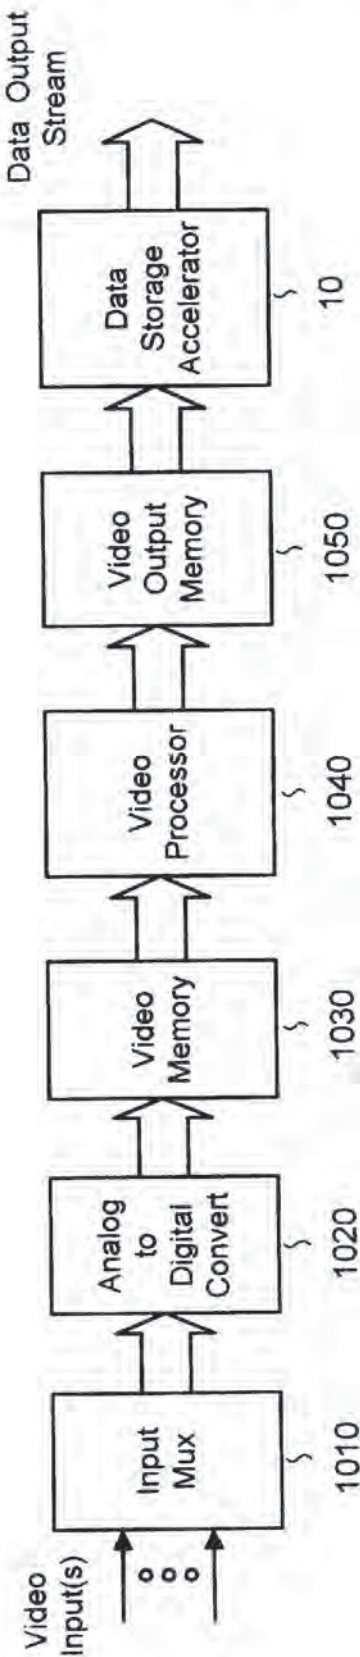 Video
Input(s)
Input
Mux
1010
Analog
to
Digital
Convert
1020
Video
Memory
1030
Video
Processor
1040
Video
Output
Memory
1050
Data
Storage
Accelerator
10
Data Output
Stream